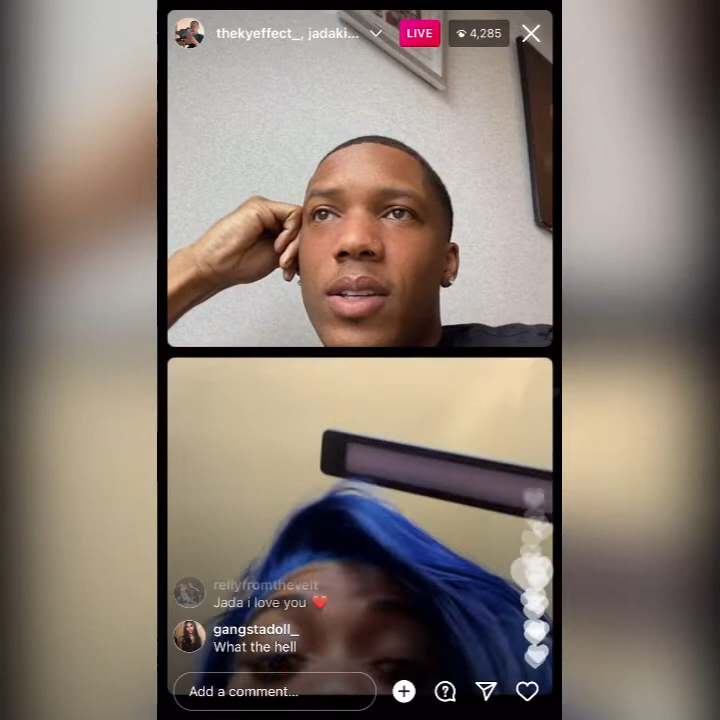 thekyeffect_, jadaki...
LIVE
4,285
rellyfromthevelt
Jada i love you ❤️
gangstadoll_
What the hell
Add a comment...